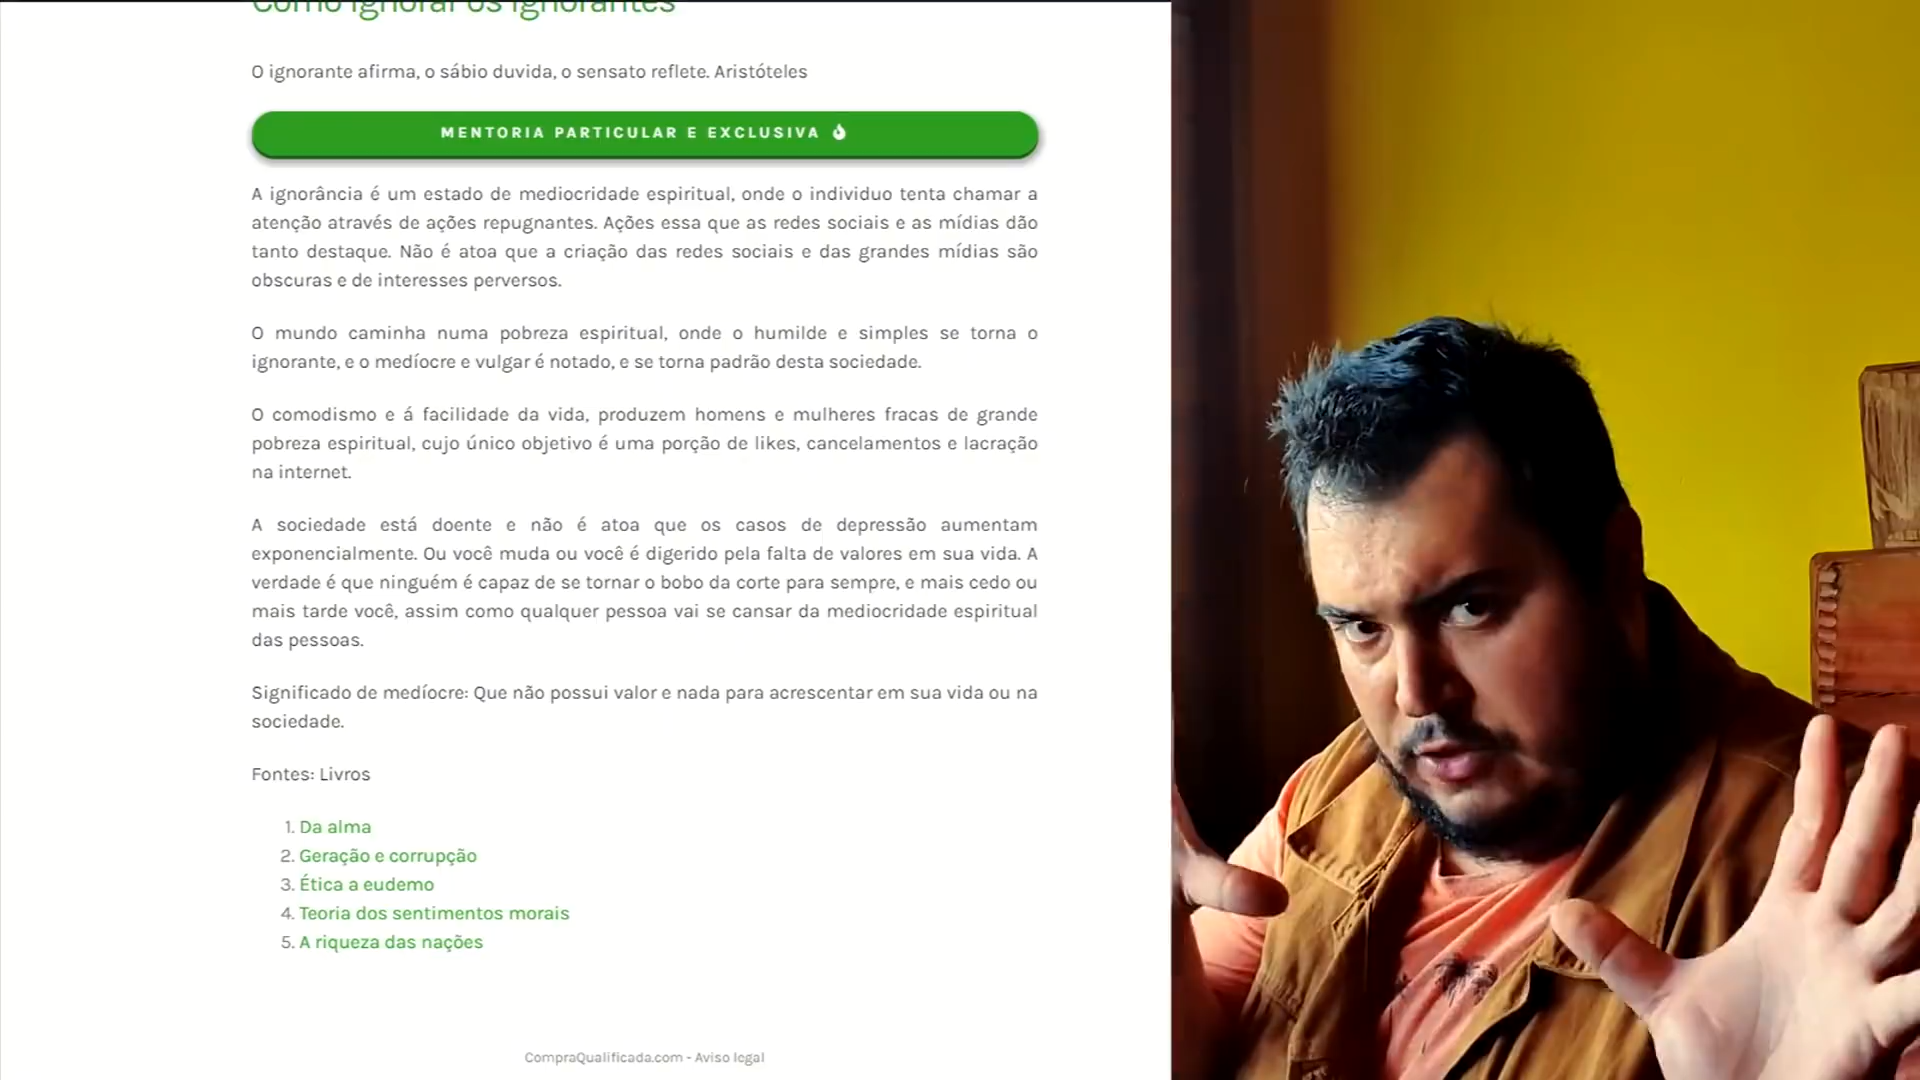 Como ignorar os ignorantes
O ignorante afirma, o sábio duvida, o sensato reflete. Aristóteles
MENTORIA PARTICULAR E EXCLUSIVA
A ignorância é um estado de mediocridade espiritual, onde o individuo tenta chamar a
atenção através de ações repugnantes. Ações essa que as redes sociais e as mídias dão
tanto destaque. Não é atoa que a criação das redes sociais e das grandes mídias são
obscuras e de interesses perversos.
O mundo caminha numa pobreza espiritual, onde o humilde e simples se torna o
ignorante, e o medíocre e vulgar é notado, e se torna padrão desta sociedade.
O comodismo e á facilidade da vida, produzem homens e mulheres fracas de grande
pobreza espiritual, cujo único objetivo é uma porção de likes, cancelamentos e lacração
na internet.
A sociedade está doente e não é atoa que os casos de depressão aumentam
exponencialmente. Ou você muda ou você é digerido pela falta de valores em sua vida. A
verdade é que ninguém é capaz de se tornar o bobo da corte para sempre, e mais cedo ou
mais tarde você, assim como qualquer pessoa vai se cansar da mediocridade espiritual
das pessoas.
Significado de medíocre: Que não possui valor e nada para acrescentar em sua vida ou na
sociedade.
Fontes: Livros
1. Da alma
2. Geração e corrupção
3. Ética a eudemo
4. Teoria dos sentimentos morais
5. A riqueza das nações
CompraQualificada.com - Aviso legal